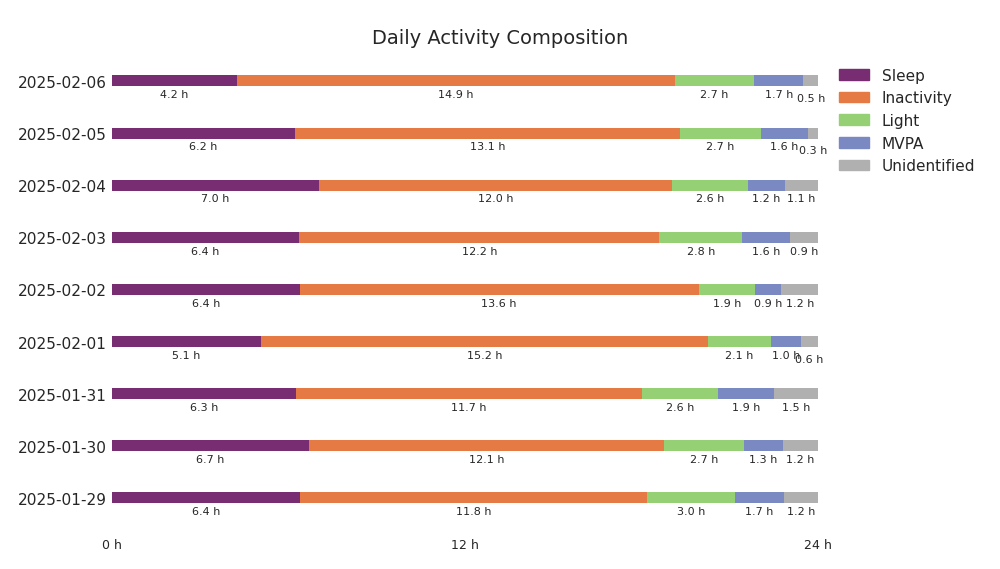 Daily Activity Composition
2025-02-06
4.2 h 14.9 h 2.7 h 1.7 h 0.5 h
2025-02-05
6.2 h 13.1 h 2.7 h 1.6 h 0.3 h
2025-02-04
7.0 h 12.0 h 2.6 h 1.2 h 1.1 h
2025-02-03
6.4 h 12.2 h 2.8 h 1.6 h 0.9 h
2025-02-02
6.4 h 13.6 h 1.9 h 0.9 h 1.2 h
2025-02-01
5.1 h 15.2 h 2.1 h 1.0 h 0.6 h
2025-01-31
6.3 h 11.7 h 2.6 h 1.9 h 1.5 h
2025-01-30
6.7 h 12.1 h 2.7 h 1.3 h 1.2 h
2025-01-29
6.4 h 11.8 h 3.0 h 1.7 h 1.2 h
0 h 12 h 24 h
Sleep
Inactivity
Light
MVPA
Unidentified